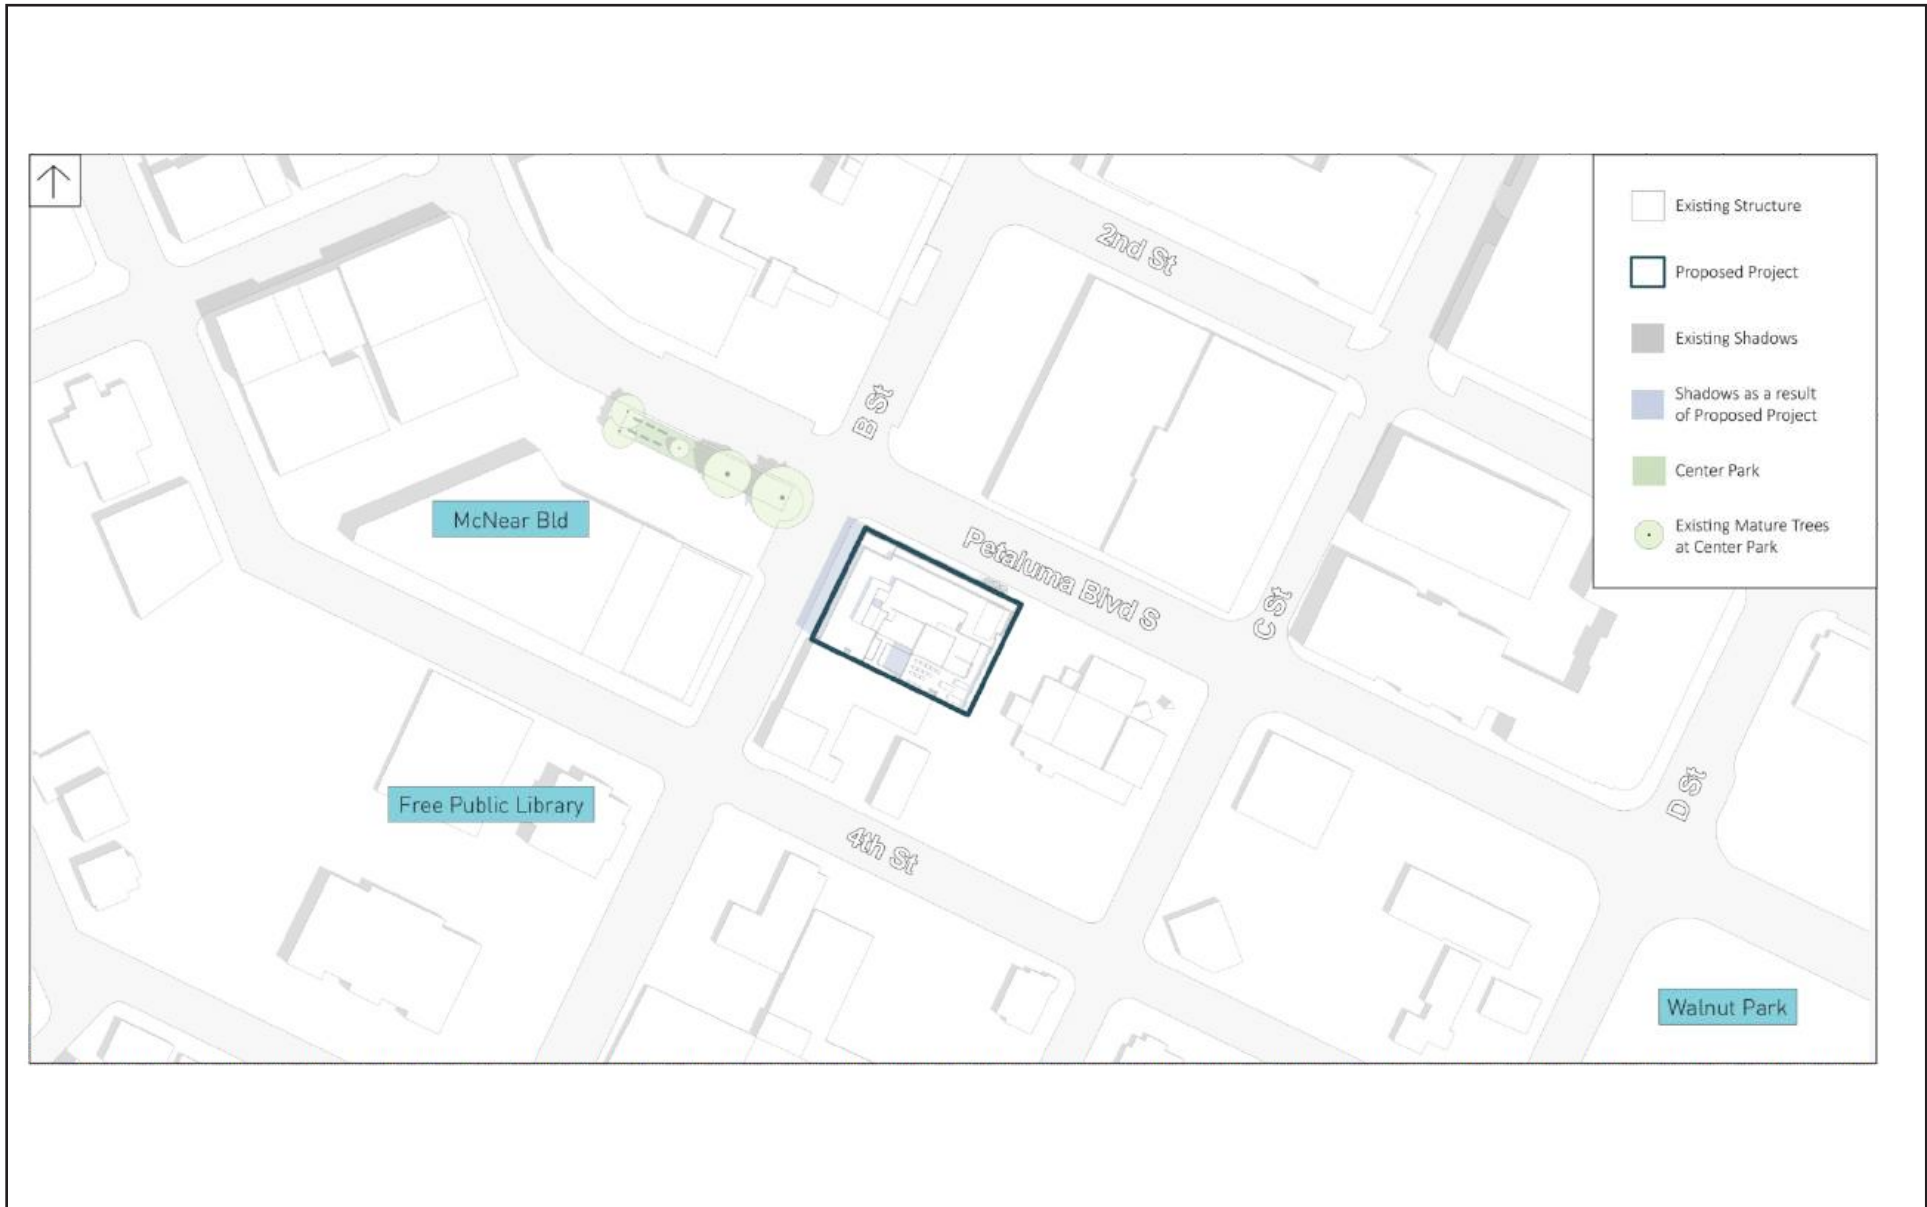 2nd St
B St
Petaluma Blvd S
C St
D St
4th St
McNear Bld
Free Public Library
Walnut Park
Existing Structure
Proposed Project
Existing Shadows
Shadows as a result
of Proposed Project
Center Park
Existing Mature Trees
at Center Park